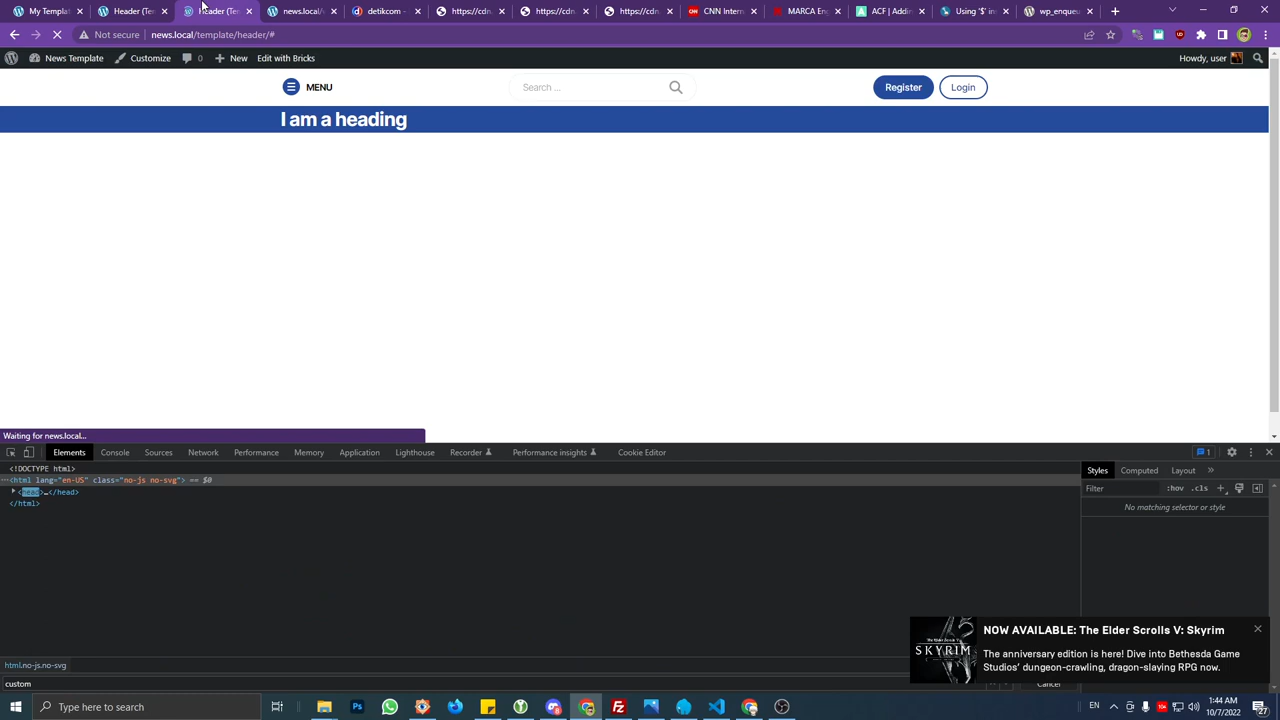 My Templat
Header (Te
Header (Te
news.local/
detikcom -
https://cdn
https://cdn
https://cdn
CNN Intern
MARCA En
ACF | Addin
Using '$' in
wp_enque
Not secure
news.local/template/header/#
News Template
Customize
0
New
Edit with Bricks
Howdy, user
MENU
Search ...
Register
Login
I am a heading
Waiting for news.local...
Elements
Console
Sources
Network
Performance
Memory
Application
Lighthouse
Recorder
Performance insights
Cookie Editor
1
<!DOCTYPE html>
<html lang="en-US" class="no-js no-svg"> == $0
<head>…</head>
</html>
Styles
Computed
Layout
Filter
:hov
.cls
No matching selector or style
NOW AVAILABLE: The Elder Scrolls V: Skyrim
SKYRIM
The anniversary edition is here! Dive into Bethesda Game
Studios' dungeon-crawling, dragon-slaying RPG now.
html.no-js.no-svg
custom
Cancel
Type here to search
EN
1:44 AM
10/7/2022
27